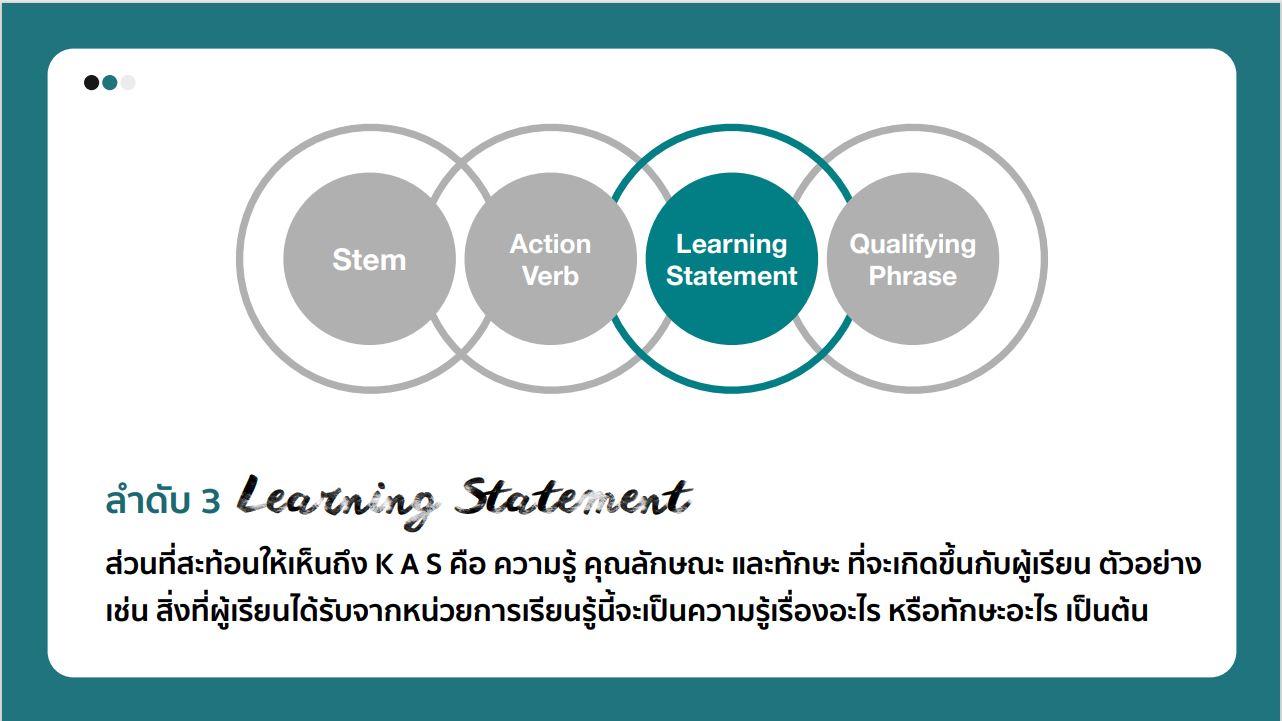 Stem
Action
Verb
Learning
Statement
Qualifying
Phrase
ลำดับ 3 Learning Statement
ส่วนที่สะท้อนให้เห็นถึง K A S คือ ความรู้ คุณลักษณะ และทักษะ ที่จะเกิดขึ้นกับผู้เรียน ตัวอย่าง
เช่น สิ่งที่ผู้เรียนได้รับจากหน่วยการเรียนรู้นี้จะเป็นความรู้เรื่องอะไร หรือทักษะอะไร เป็นต้น